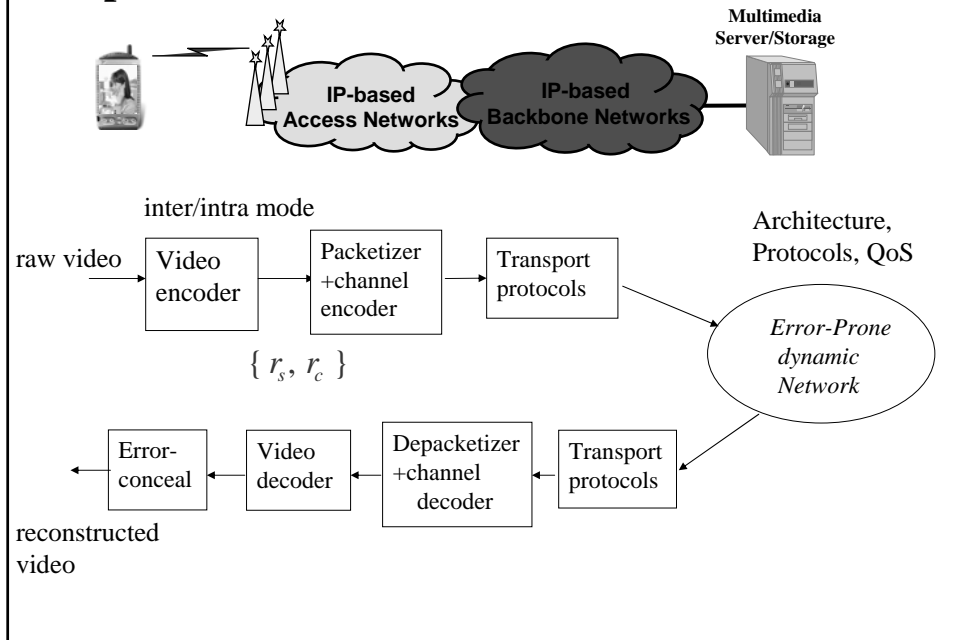 Multimedia
Server/Storage
IP-based
Access Networks
IP-based
Backbone Networks
inter/intra mode
Architecture,
Protocols, QoS
raw video
Video
encoder
Packetizer
+channel
encoder
Transport
protocols
Error-Prone
dynamic
Network
{ r_s, r_c }
Error-
conceal
Video
decoder
Depacketizer
+channel
decoder
Transport
protocols
reconstructed
video